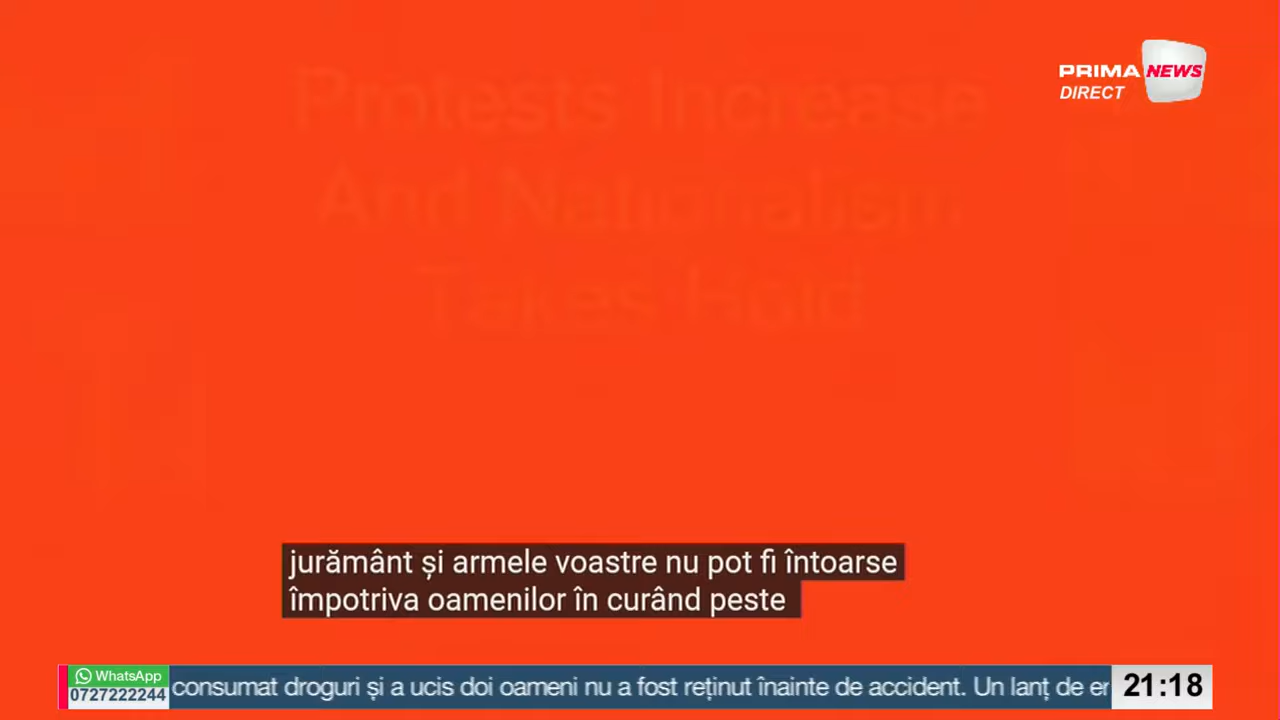 PRIMA NEWS
DIRECT
Protests Increase
And Nationalism
Takes Hold
jurământ și armele voastre nu pot fi întoarse
împotriva oamenilor în curând peste
WhatsApp
0727222244
consumat droguri și a ucis doi oameni nu a fost reținut înainte de accident. Un lanț de er
21:18